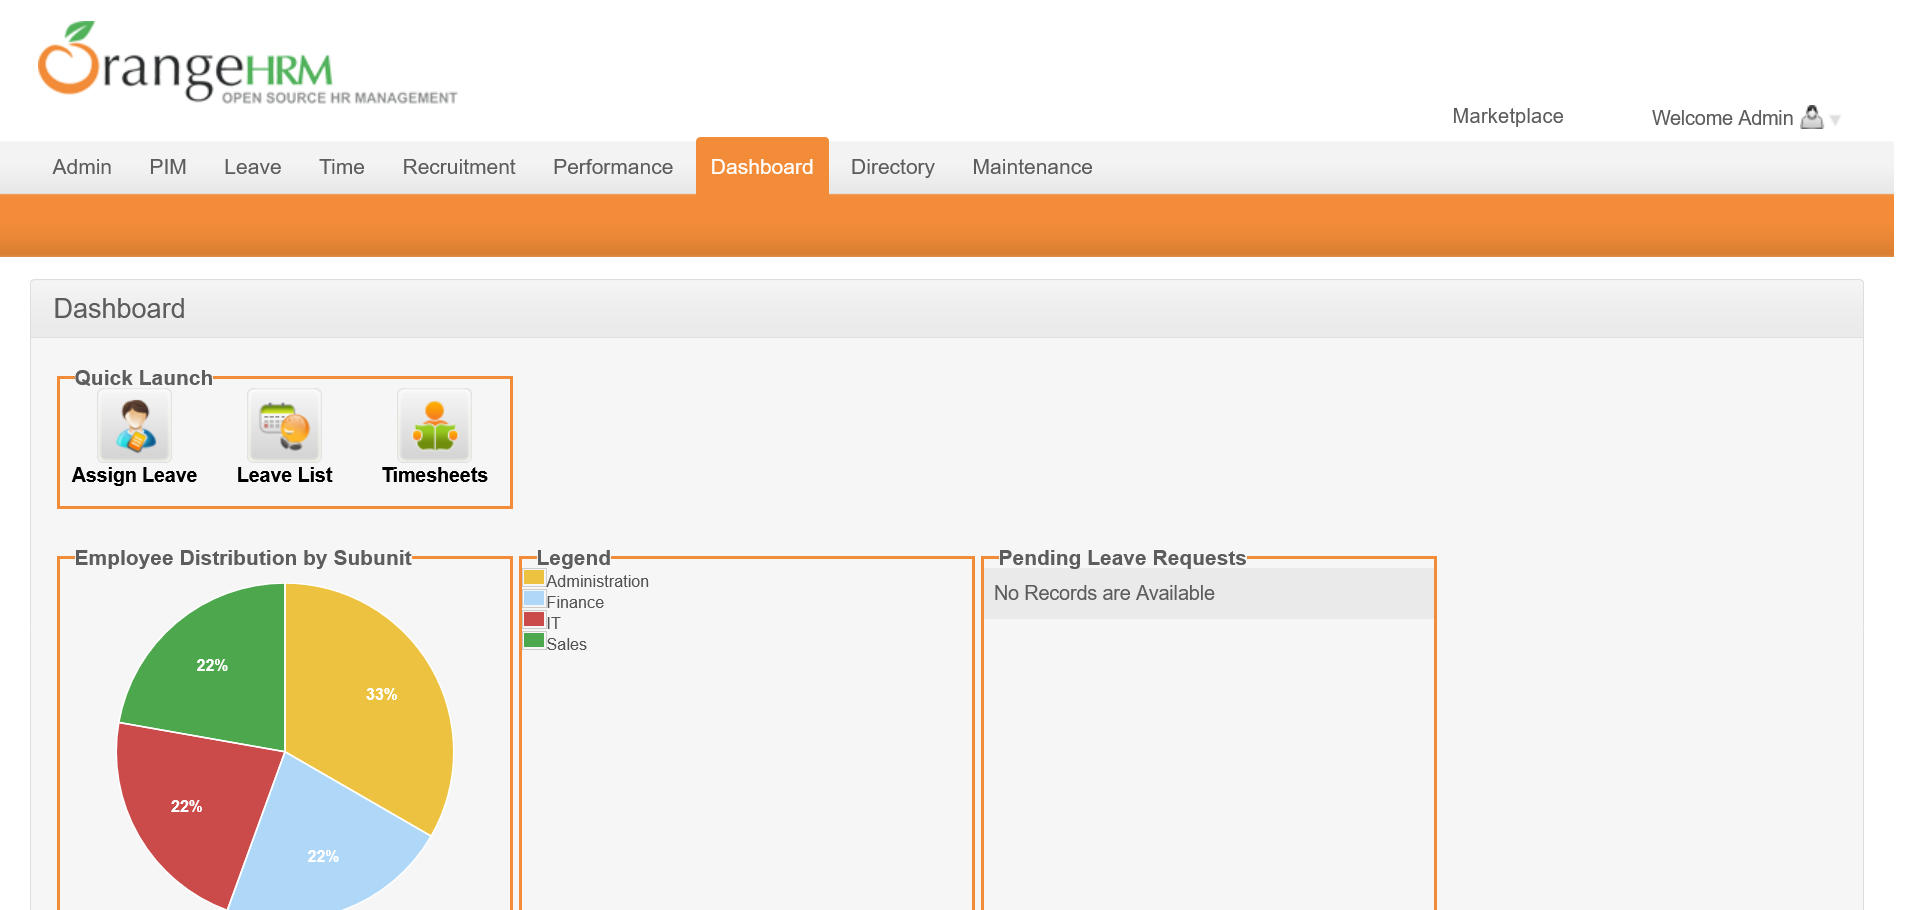 OrangeHRM
OPEN SOURCE HR MANAGEMENT
Marketplace
Welcome Admin
Admin PIM Leave Time Recruitment Performance Dashboard Directory Maintenance
Dashboard
Quick Launch
Assign Leave Leave List Timesheets
Employee Distribution by Subunit
22%
33%
22%
22%
Legend
Administration
Finance
IT
Sales
Pending Leave Requests
No Records are Available